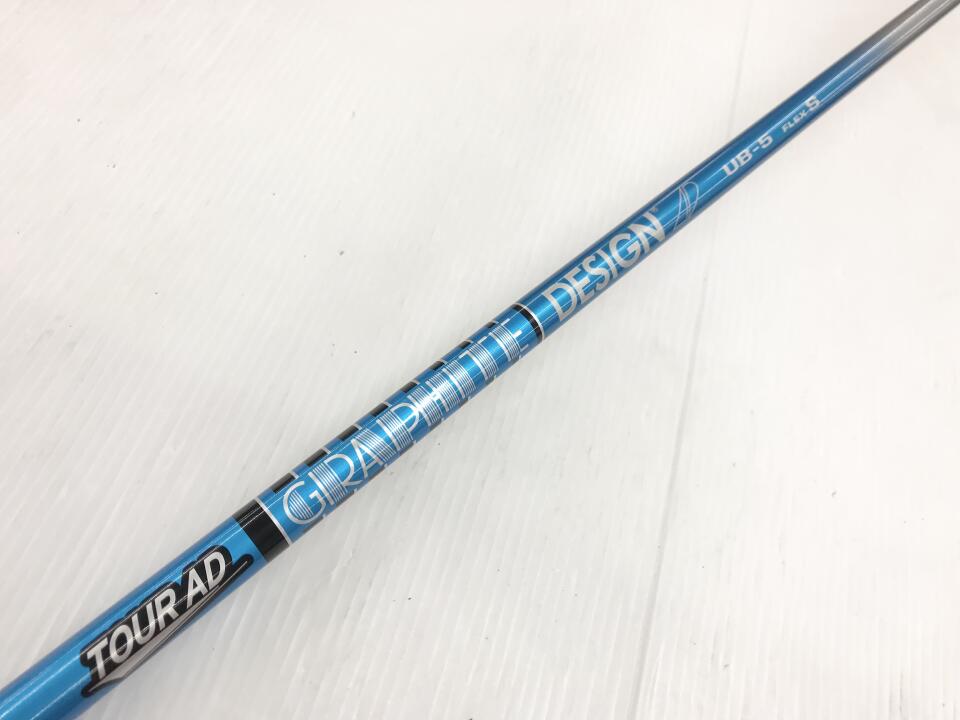 TOUR AD
GRAPHITE
DESIGN
UB-5 FLEX S